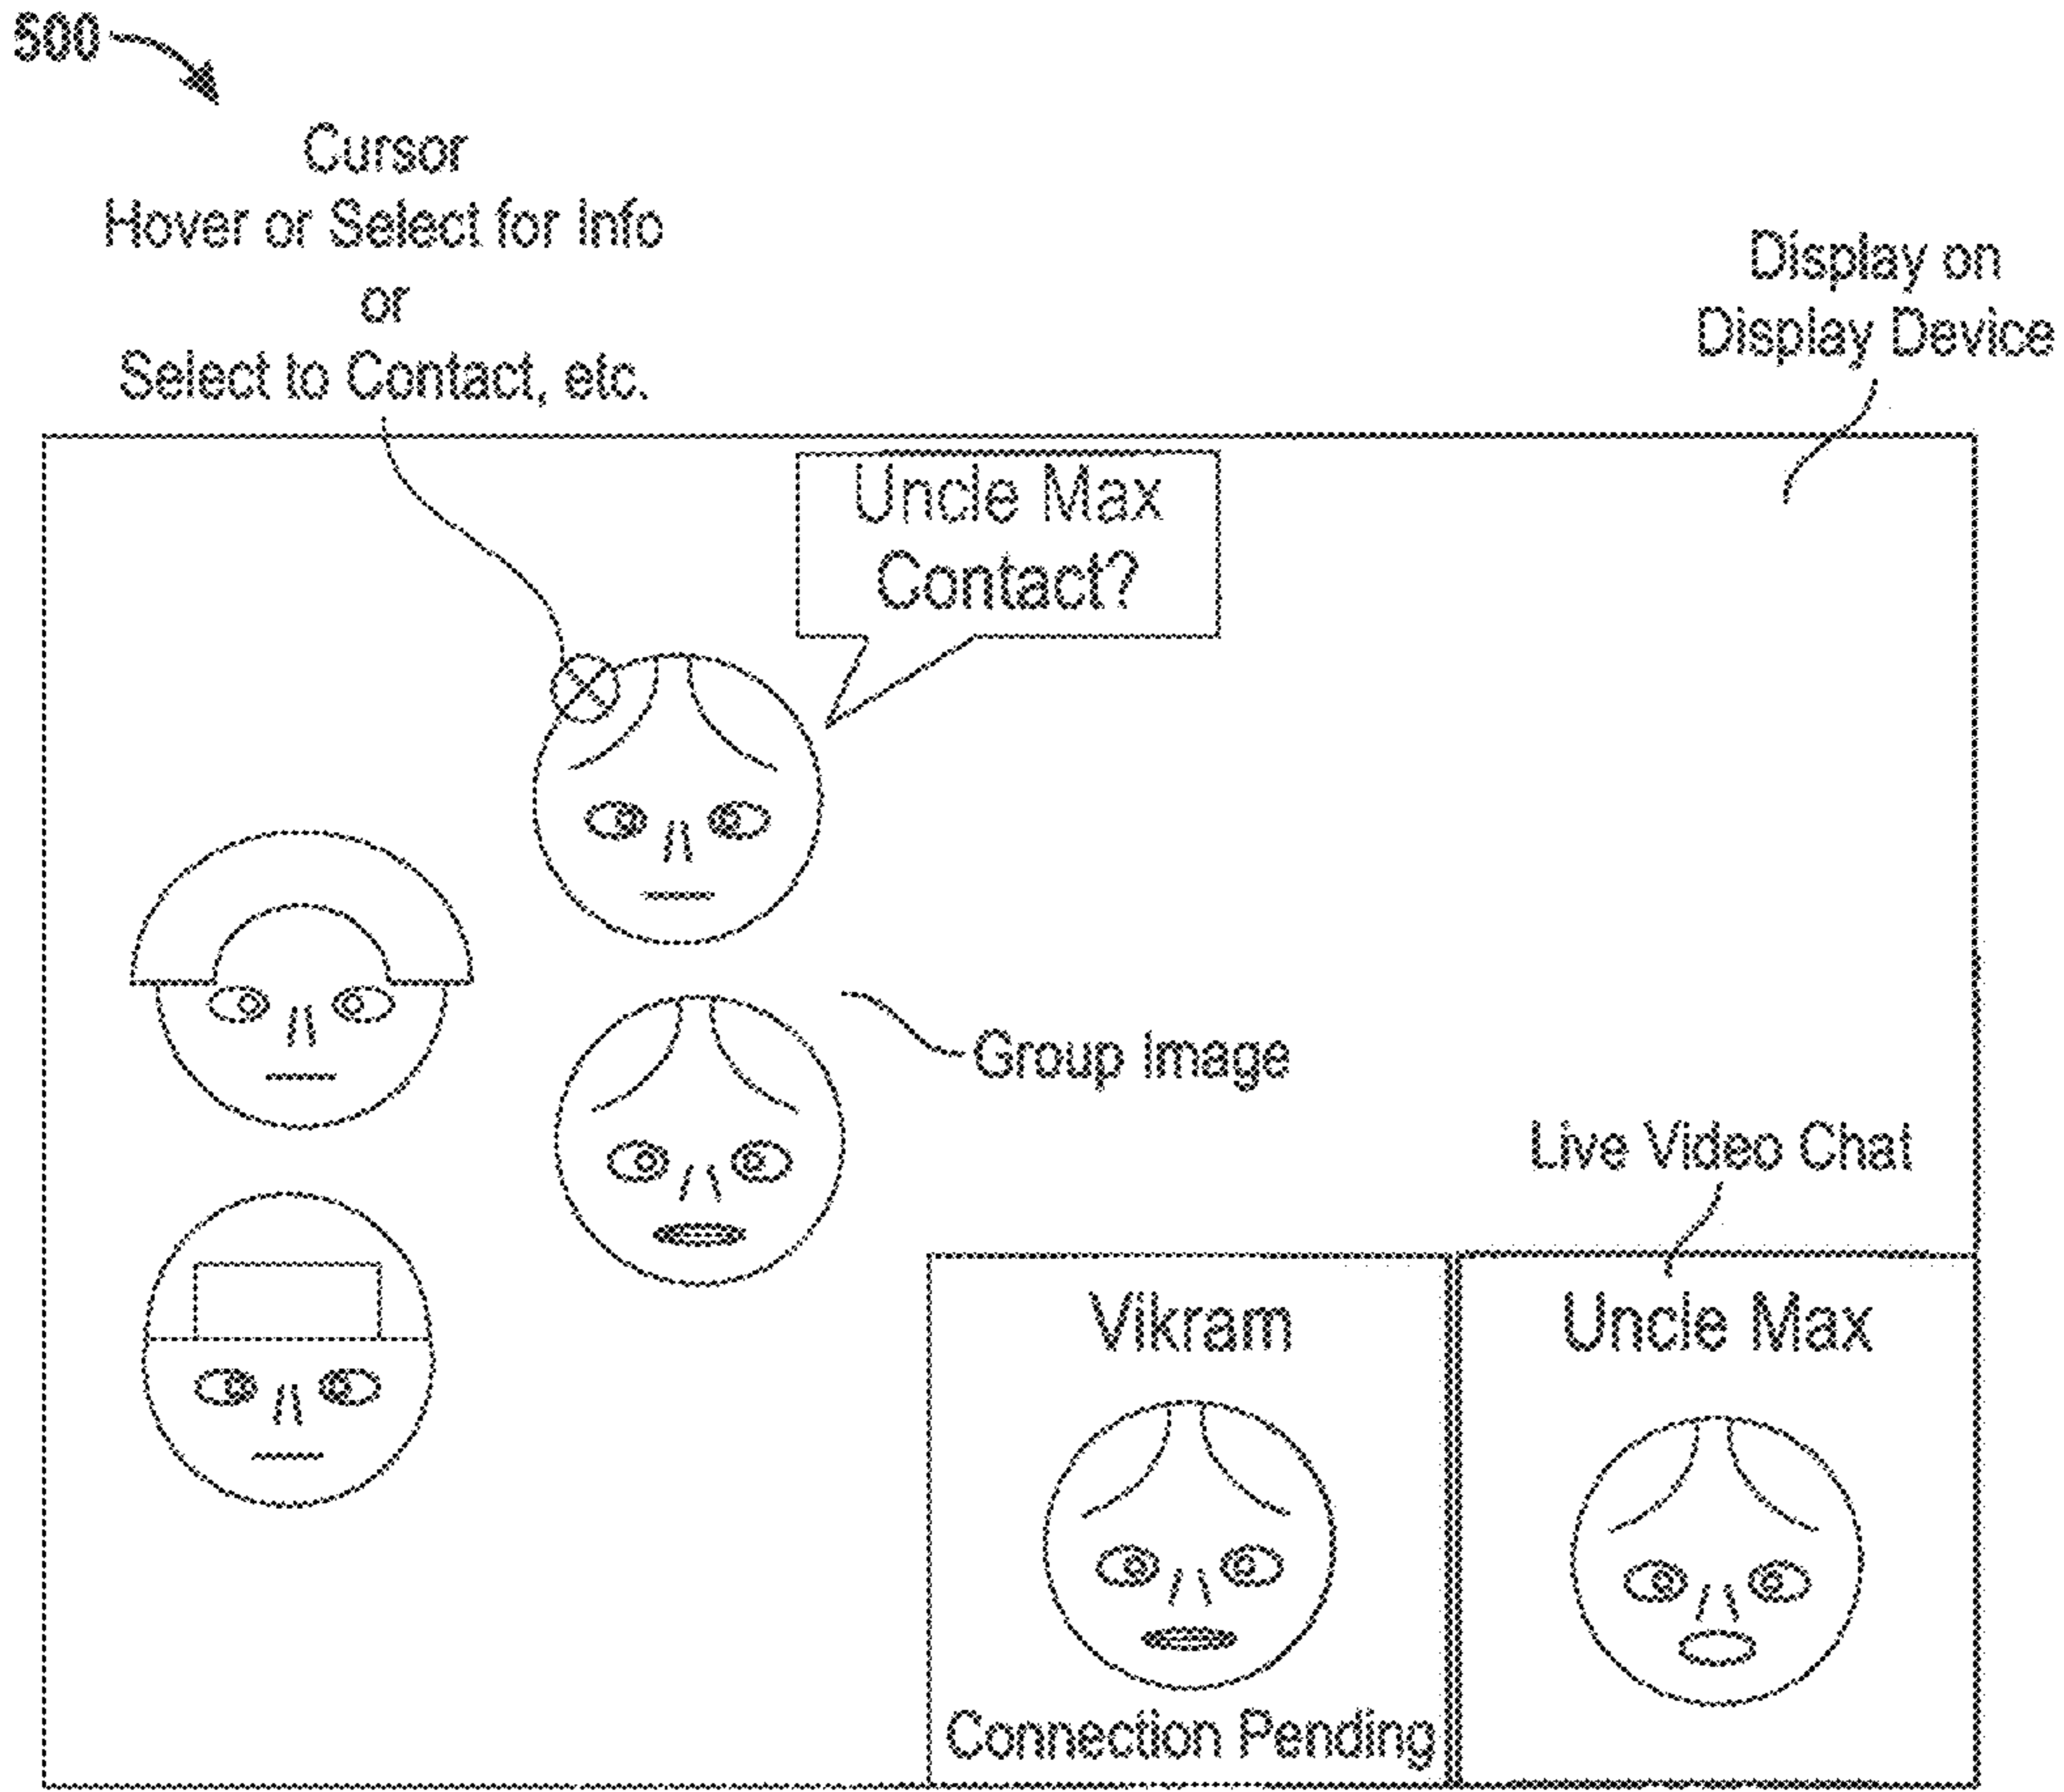 500
Cursor
Hover or Select for Info
or
Select to Contact, etc.
Display on
Display Device
Uncle Max
Contact?
Group Image
Live Video Chat
Vikram
Uncle Max
Connection Pending